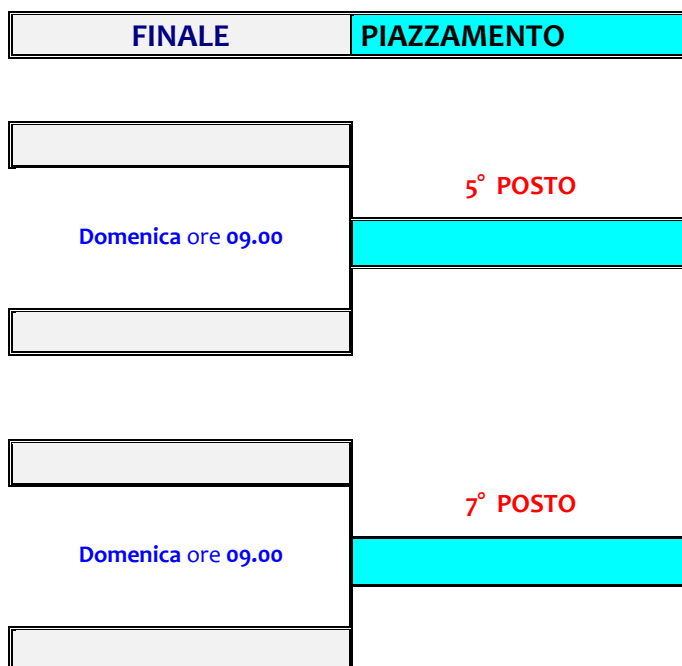 FINALE PIAZZAMENTO
5° POSTO
Domenica ore 09.00
7° POSTO
Domenica ore 09.00